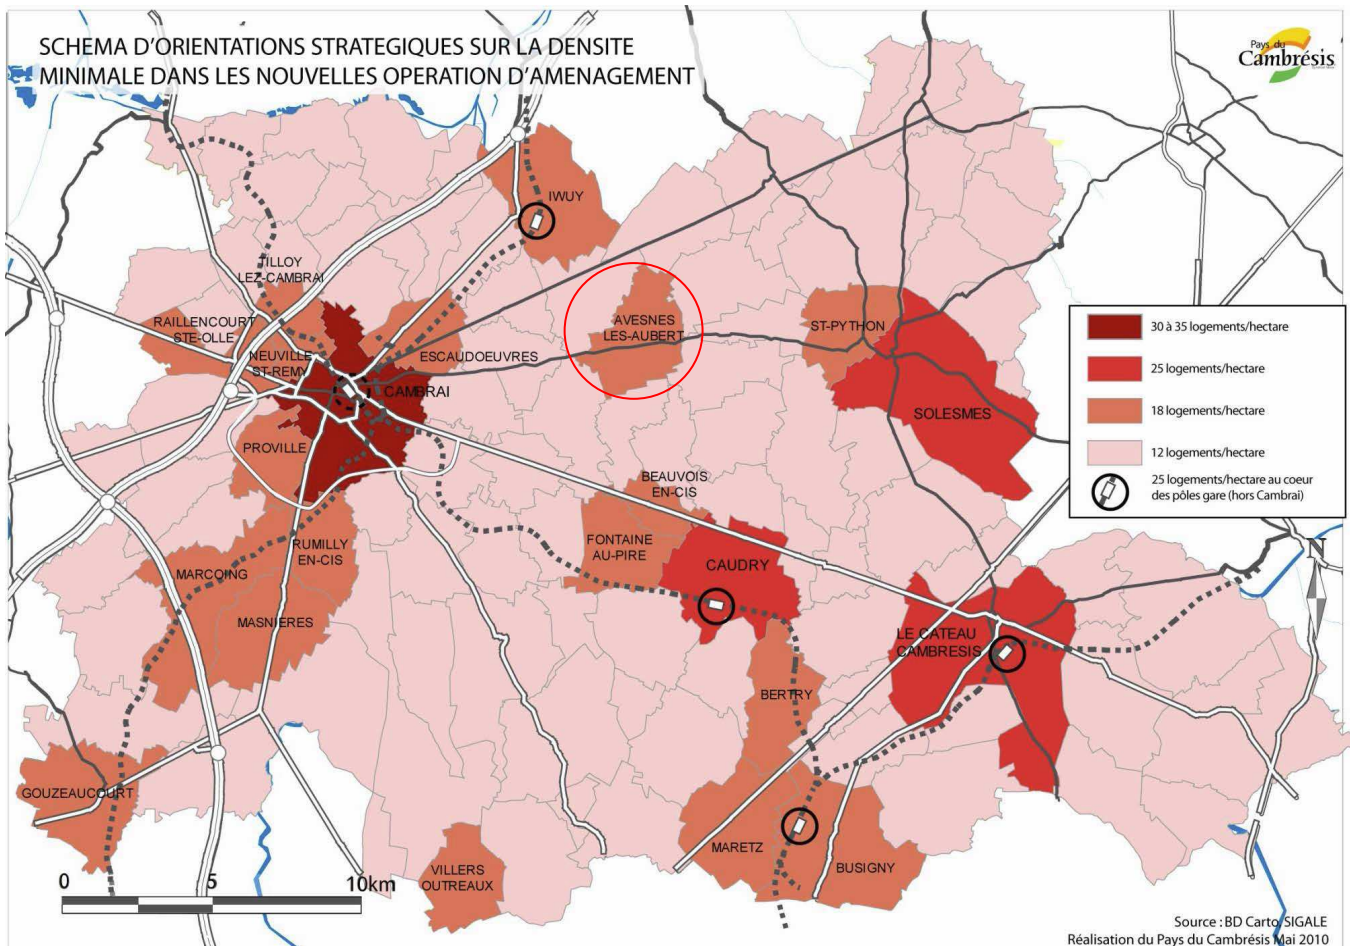 SCHEMA D'ORIENTATIONS STRATEGIQUES SUR LA DENSITE
MINIMALE DANS LES NOUVELLES OPERATION D'AMENAGEMENT
Pays du
Cambrésis
IWUY
TILLOY
LEZ-CAMBRAI
RAILLENCOURT
STE-OLLE
NEUVILLE
ST-REMY
ESCAUDOEUVRES
CAMBRAI
AVESNES
LES-AUBERT
ST-PYTHON
SOLESMES
PROVILLE
BEAUVOIS
EN-CIS
FONTAINE
AU-PIRE
CAUDRY
RUMILLY
EN-CIS
MARCOING
MASNIERES
LE CATEAU
CAMBRESIS
BERTRY
GOUZEAUCOURT
MARETZ
BUSIGNY
VILLERS
OUTREAUX
30 à 35 logements/hectare
25 logements/hectare
18 logements/hectare
12 logements/hectare
25 logements/hectare au coeur
des pôles gare (hors Cambrai)
N
0 5 10km
Source : BD Carto, SIGALE
Réalisation du Pays du Cambrésis Mai 2010